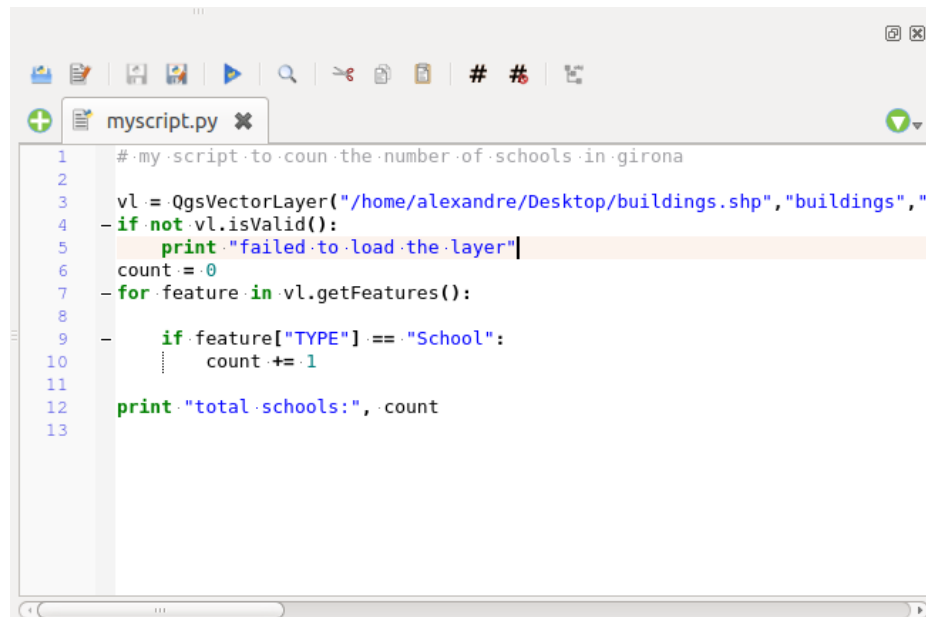 myscript.py
1 # my script to coun the number of schools in girona
2
3 vl = QgsVectorLayer("/home/alexandre/Desktop/buildings.shp","buildings","
4 if not vl.isValid():
5     print "failed to load the layer"
6 count = 0
7 for feature in vl.getFeatures():
8
9     if feature["TYPE"] == "School":
10         count += 1
11
12 print "total schools:", count
13